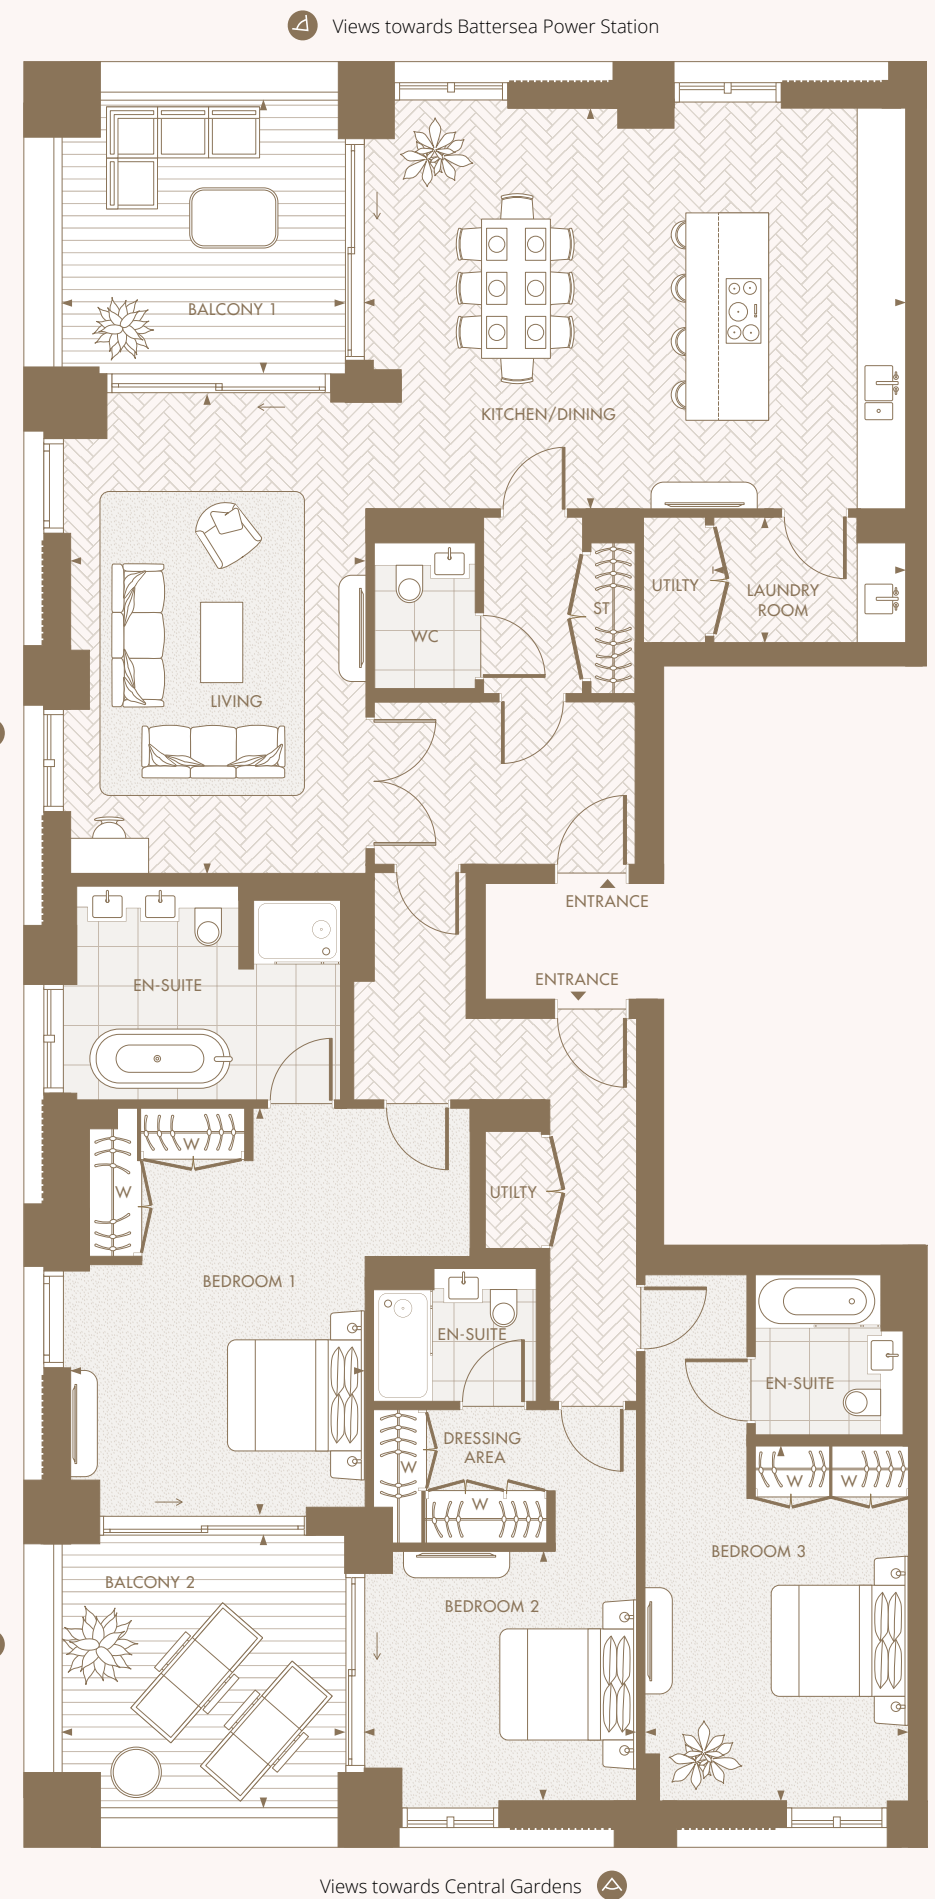 Views towards Battersea Power Station
BALCONY 1
KITCHEN/DINING
UTILTY
LAUNDRY
ROOM
ST
WC
LIVING
ENTRANCE
ENTRANCE
EN-SUITE
W
W
UTILTY
BEDROOM 1
EN-SUITE
EN-SUITE
DRESSING
AREA
W
W
W
W
BEDROOM 3
BALCONY 2
BEDROOM 2
Views towards Central Gardens